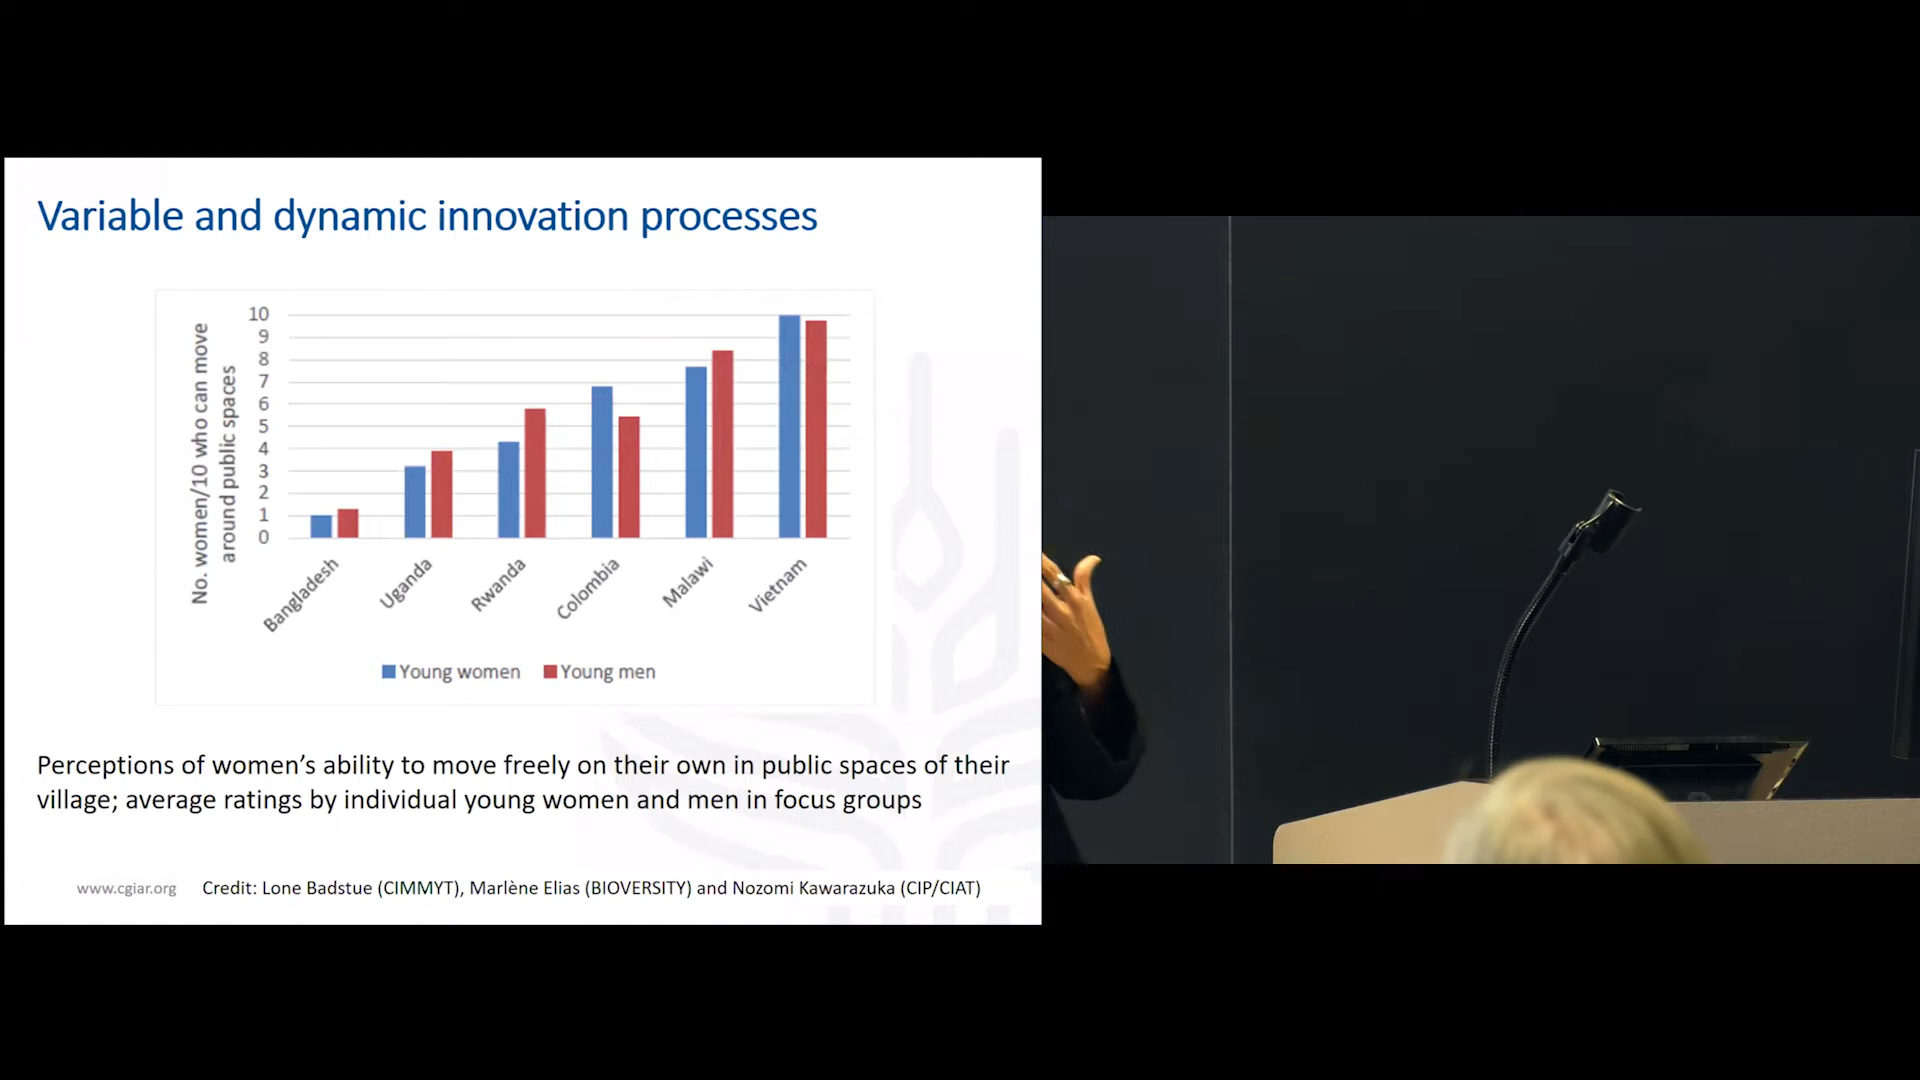 Variable and dynamic innovation processes
No. women/10 who can move
around public spaces
10
9
8
7
6
5
4
3
2
1
0
Bangladesh
Uganda
Rwanda
Colombia
Malawi
Vietnam
Young women
Young men
Perceptions of women’s ability to move freely on their own in public spaces of their
village; average ratings by individual young women and men in focus groups
www.cgiar.org
Credit: Lone Badstue (CIMMYT), Marlène Elias (BIOVERSITY) and Nozomi Kawarazuka (CIP/CIAT)